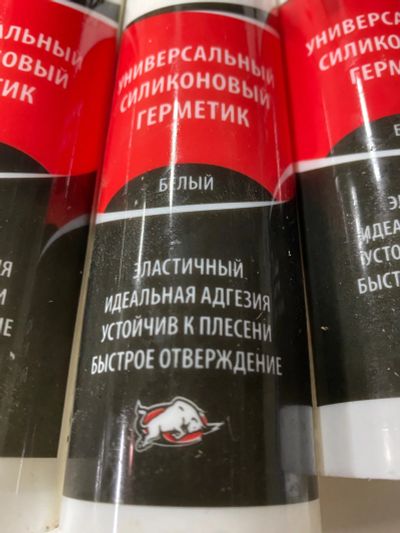 УНИВЕРСАЛЬНЫЙ
СИЛИКОНОВЫЙ
ГЕРМЕТИК
БЕЛЫЙ
ЭЛАСТИЧНЫЙ
ИДЕАЛЬНАЯ АДГЕЗИЯ
УСТОЙЧИВ К ПЛЕСЕНИ
БЫСТРОЕ ОТВЕРЖДЕНИЕ